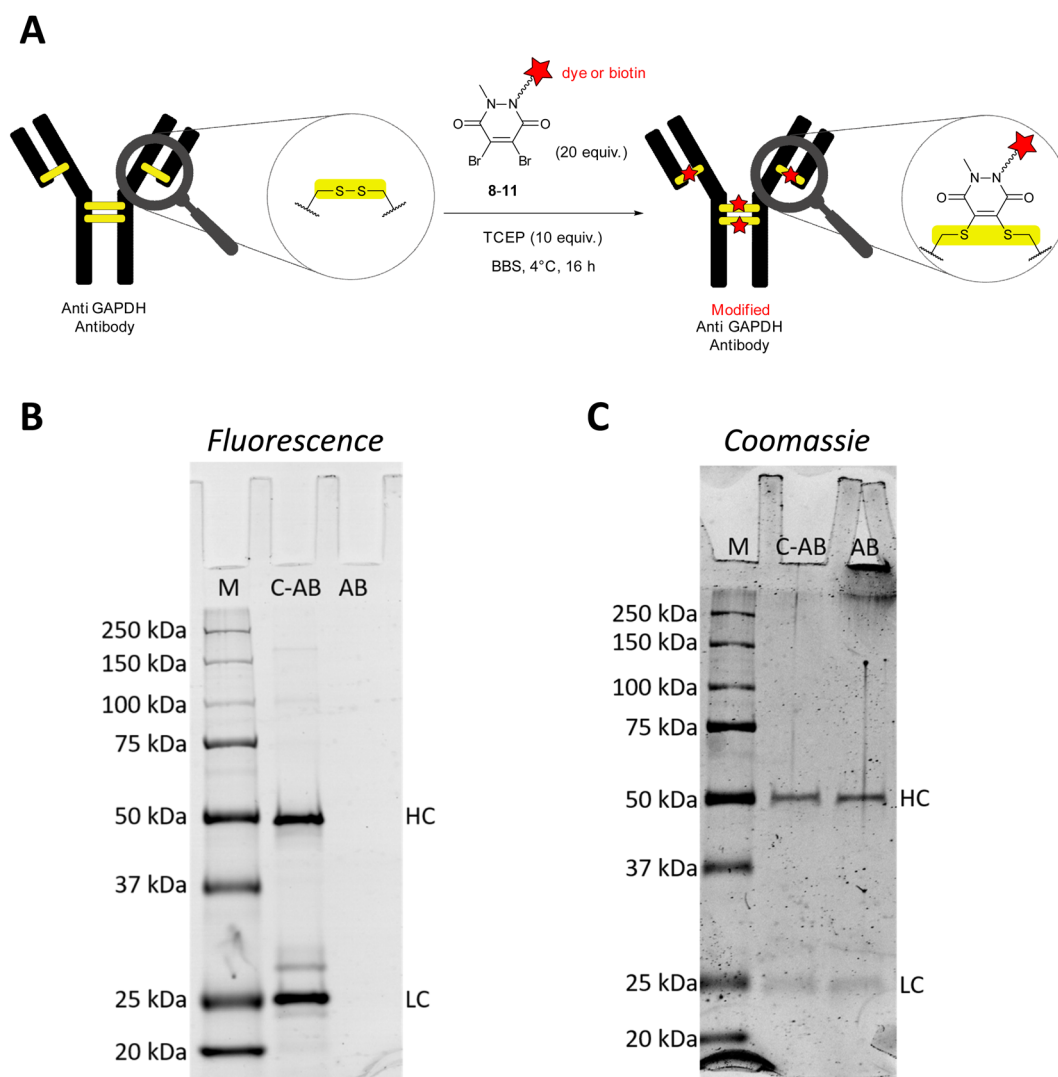 A
dye or biotin
N
N
O
O
Br
Br
(20 equiv.)
8-11
TCEP (10 equiv.)
BBS, 4°C, 16 h
S
S
Anti GAPDH
Antibody
N
N
O
O
S
S
Modified
Anti GAPDH
Antibody
B
Fluorescence
M
C-AB
AB
250 kDa
150 kDa
100 kDa
75 kDa
50 kDa
HC
37 kDa
25 kDa
LC
20 kDa
C
Coomassie
M
C-AB
AB
250 kDa
150 kDa
100 kDa
75 kDa
50 kDa
HC
37 kDa
25 kDa
LC
20 kDa